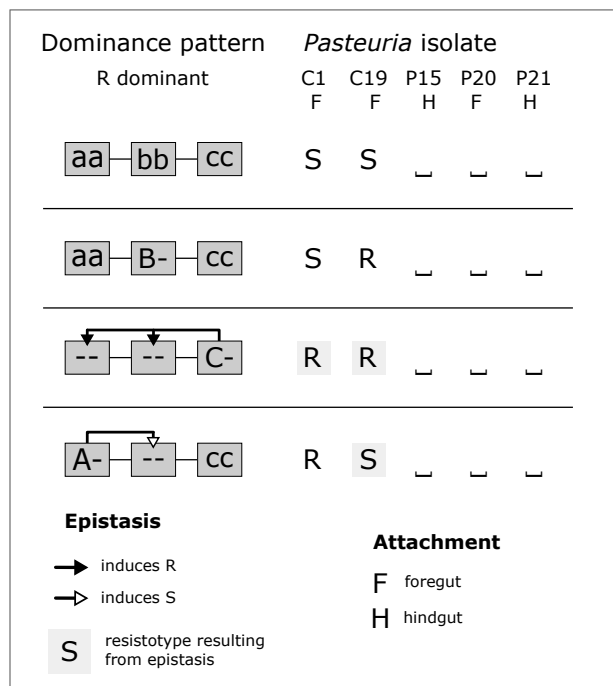 Dominance pattern Pasteuria isolate
R dominant C1 C19 P15 P20 P21
F F H F H
aa bb cc S S ⎵ ⎵ ⎵
aa B- cc S R ⎵ ⎵ ⎵
-- -- C- R R ⎵ ⎵ ⎵
A- -- cc R S ⎵ ⎵ ⎵
Epistasis
induces R
induces S
S resistotype resulting
from epistasis
Attachment
F foregut
H hindgut